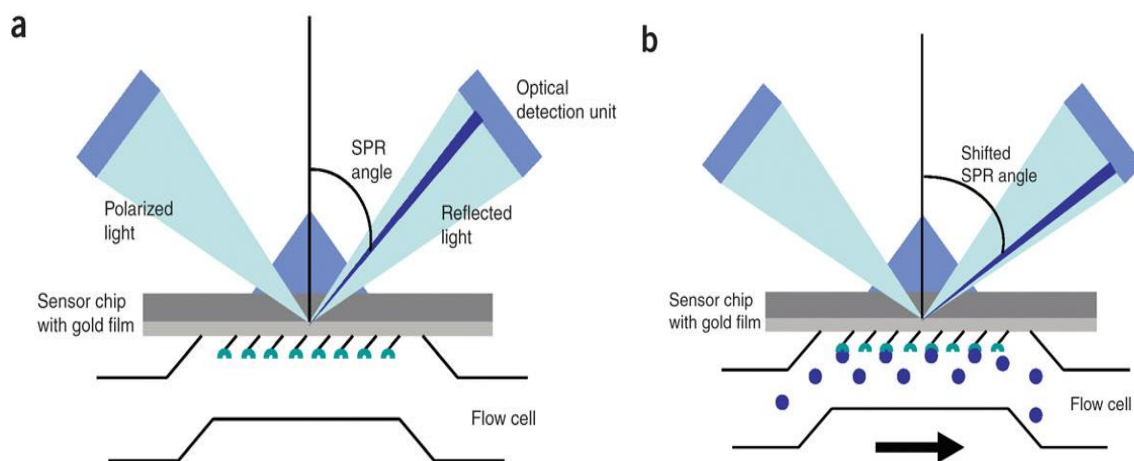 a
Optical
detection unit
SPR
angle
Polarized
light
Reflected
light
Sensor chip
with gold film
Flow cell
b
Shifted
SPR angle
Sensor chip
with gold film
Flow cell